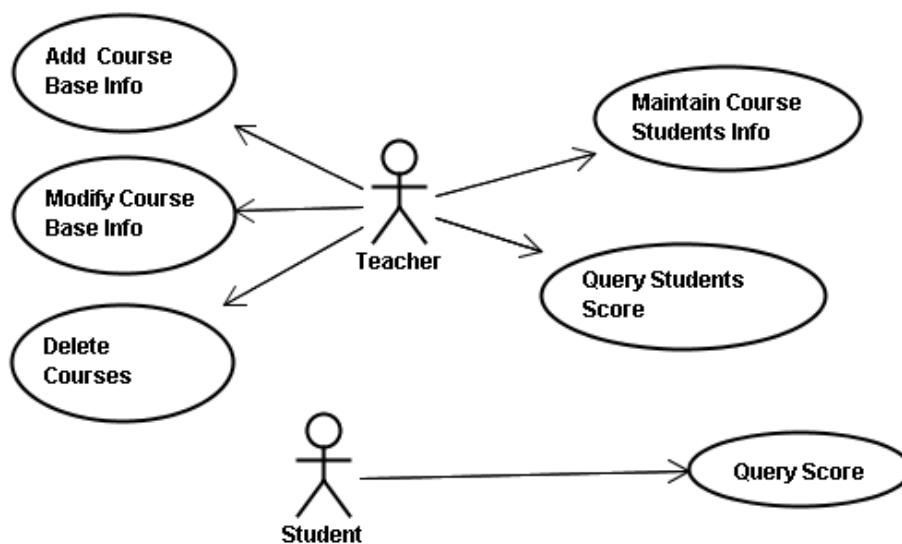 Add Course
Base Info
Maintain Course
Students Info
Modify Course
Base Info
Teacher
Query Students
Score
Delete
Courses
Query Score
Student